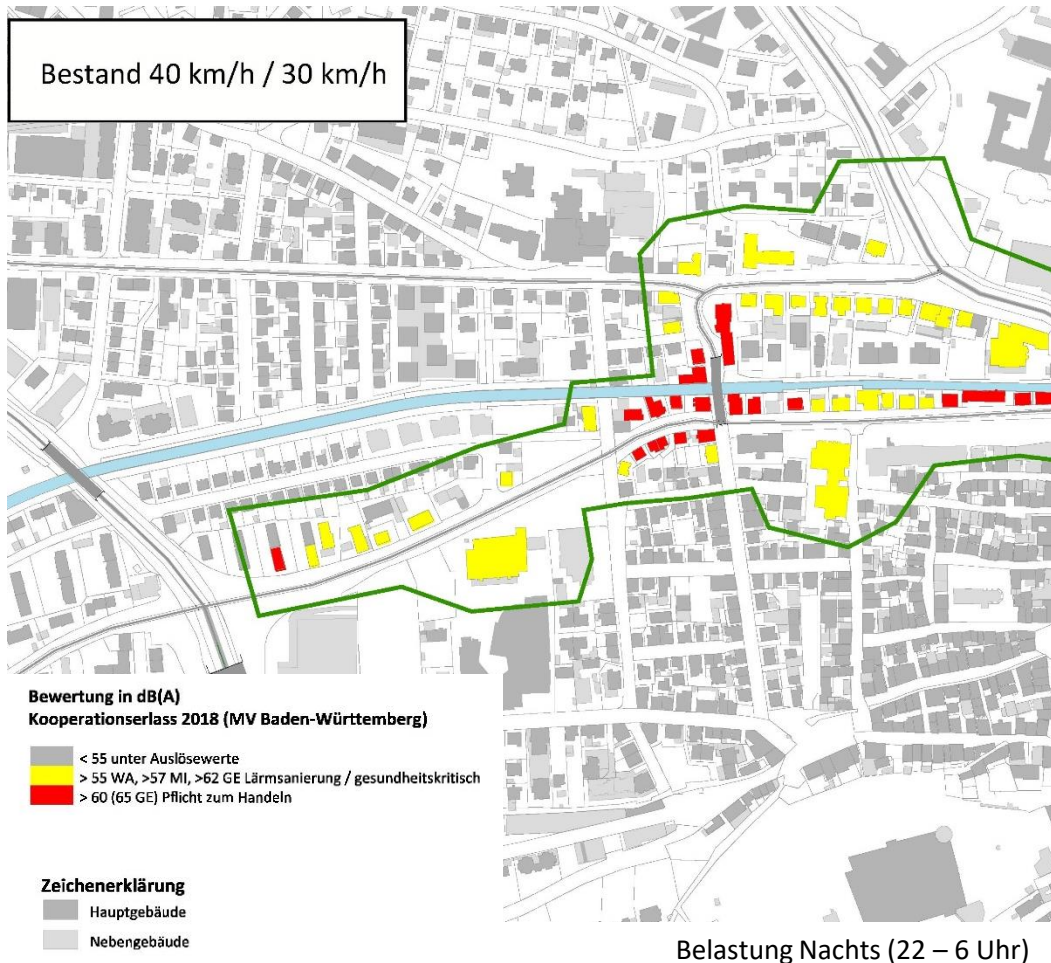 Bestand 40 km/h / 30 km/h
Bewertung in dB(A)
Kooperationserlass 2018 (MV Baden-Württemberg)
< 55 unter Auslösewerte
> 55 WA, >57 MI, >62 GE Lärmsanierung / gesundheitskritisch
> 60 (65 GE) Pflicht zum Handeln
Zeichenerklärung
Hauptgebäude
Nebengebäude
Belastung Nachts (22 – 6 Uhr)